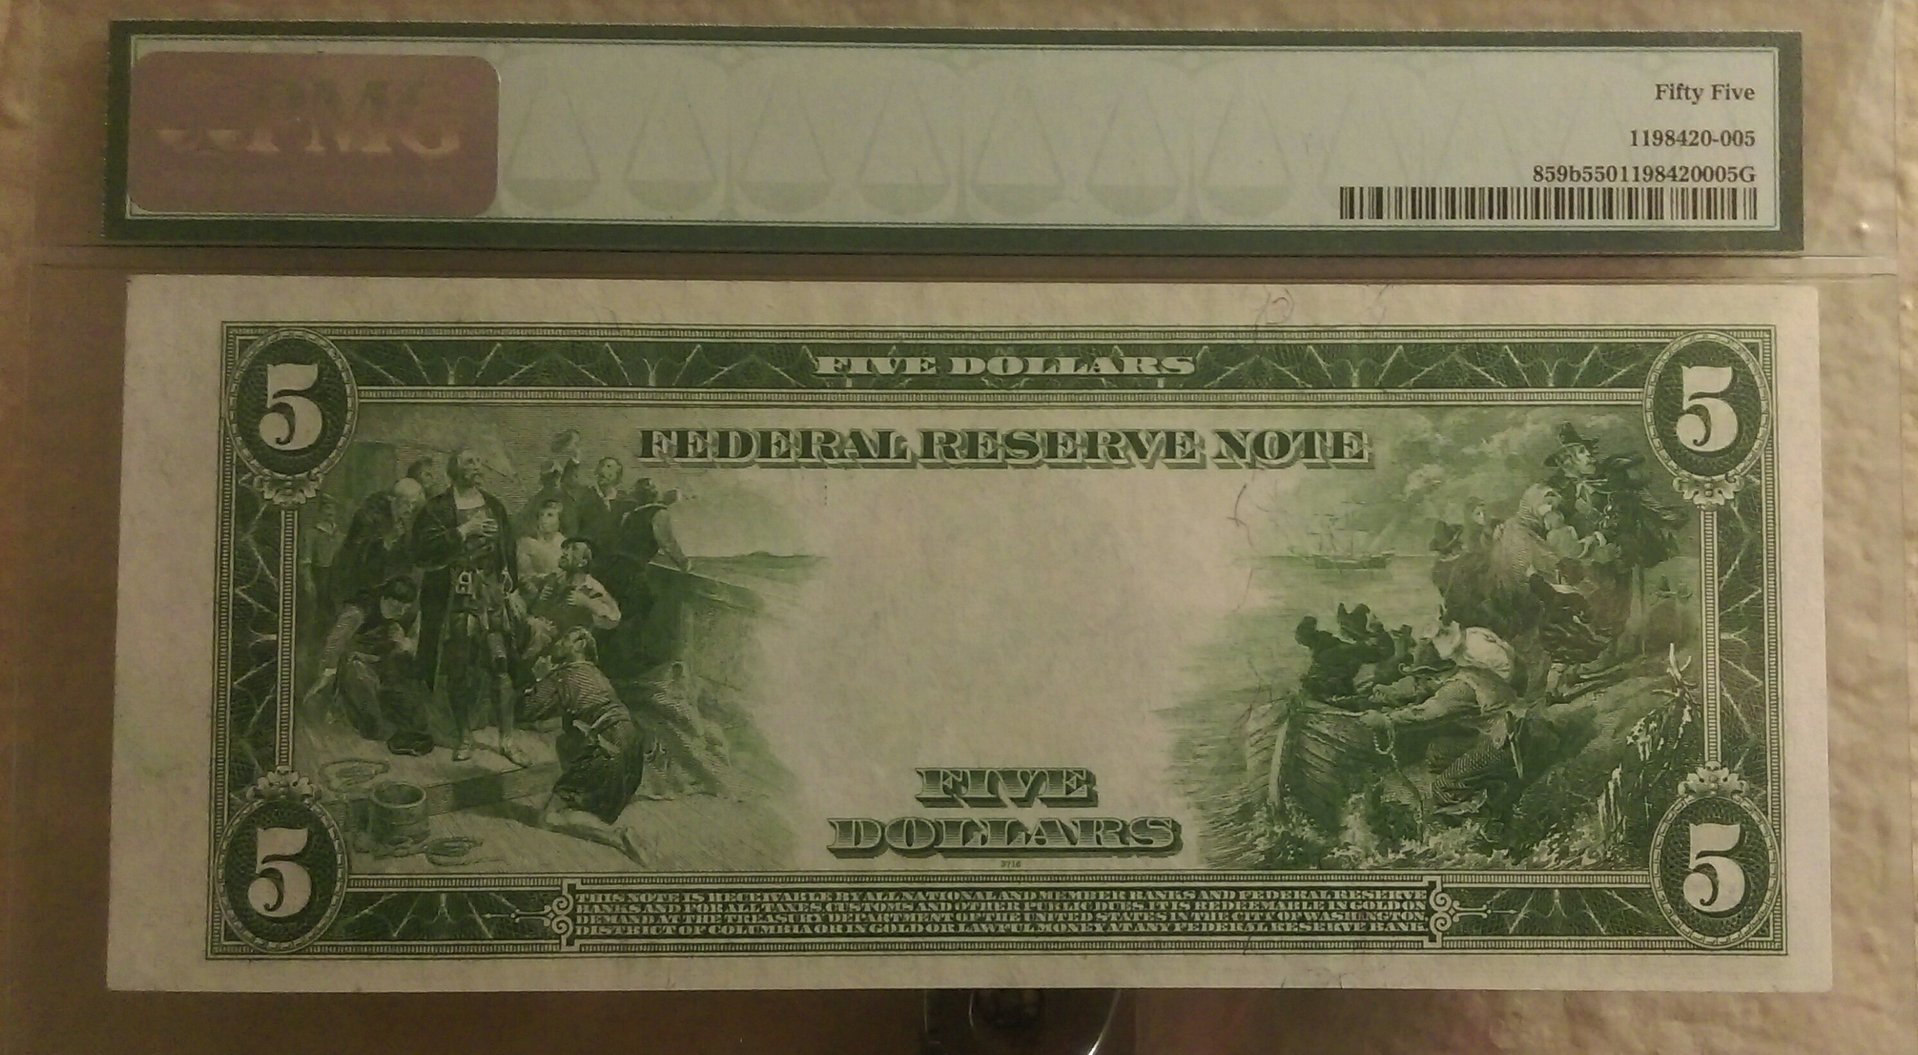 PMG
Fifty Five
1198420-005
859b5501198420005G
5 FIVE DOLLARS 5
FEDERAL RESERVE NOTE
FIVE
DOLLARS
3716
5 5
THIS NOTE IS RECEIVABLE BY ALL NATIONAL AND MEMBER BANKS AND FEDERAL RESERVE
BANKS AND FOR ALL TAXES, CUSTOMS AND OTHER PUBLIC DUES. IT IS REDEEMABLE IN GOLD ON
DEMAND AT THE TREASURY DEPARTMENT OF THE UNITED STATES IN THE CITY OF WASHINGTON,
DISTRICT OF COLUMBIA OR IN GOLD OR LAWFUL MONEY AT ANY FEDERAL RESERVE BANK.